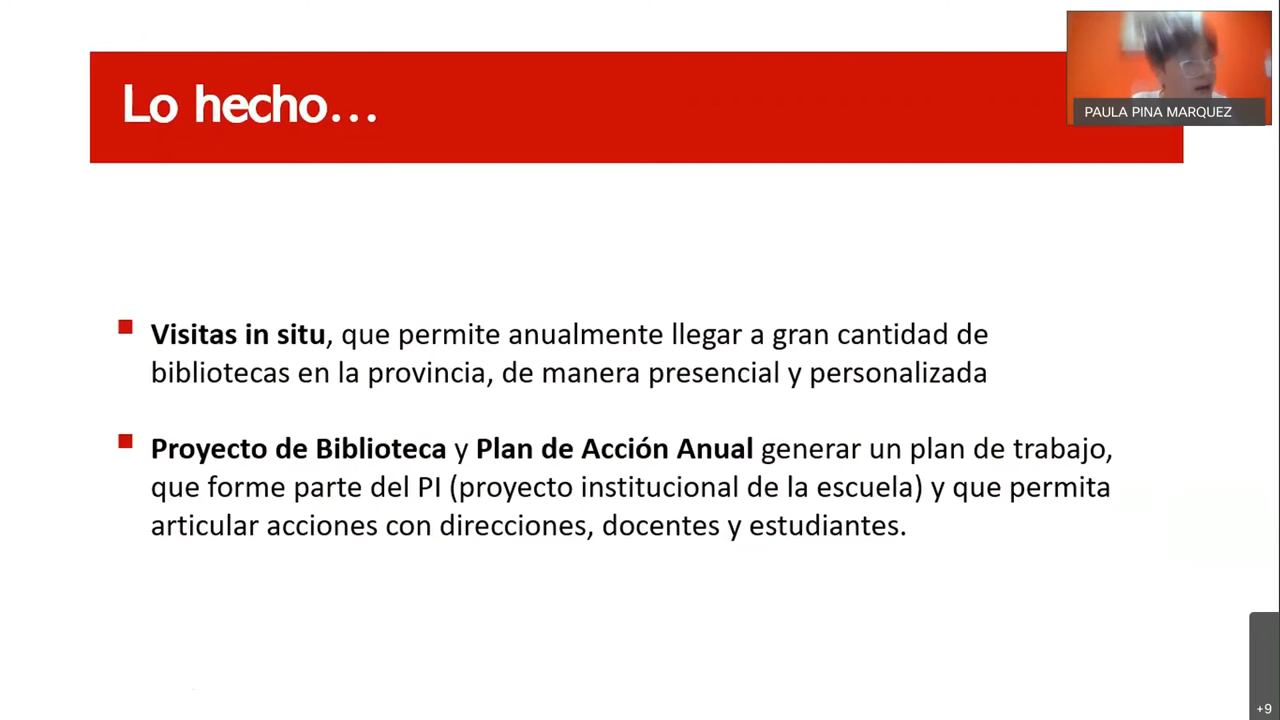 Lo hecho...
PAULA PINA MARQUEZ
Visitas in situ, que permite anualmente llegar a gran cantidad de
bibliotecas en la provincia, de manera presencial y personalizada
Proyecto de Biblioteca y Plan de Acción Anual generar un plan de trabajo,
que forme parte del PI (proyecto institucional de la escuela) y que permita
articular acciones con direcciones, docentes y estudiantes.
+9